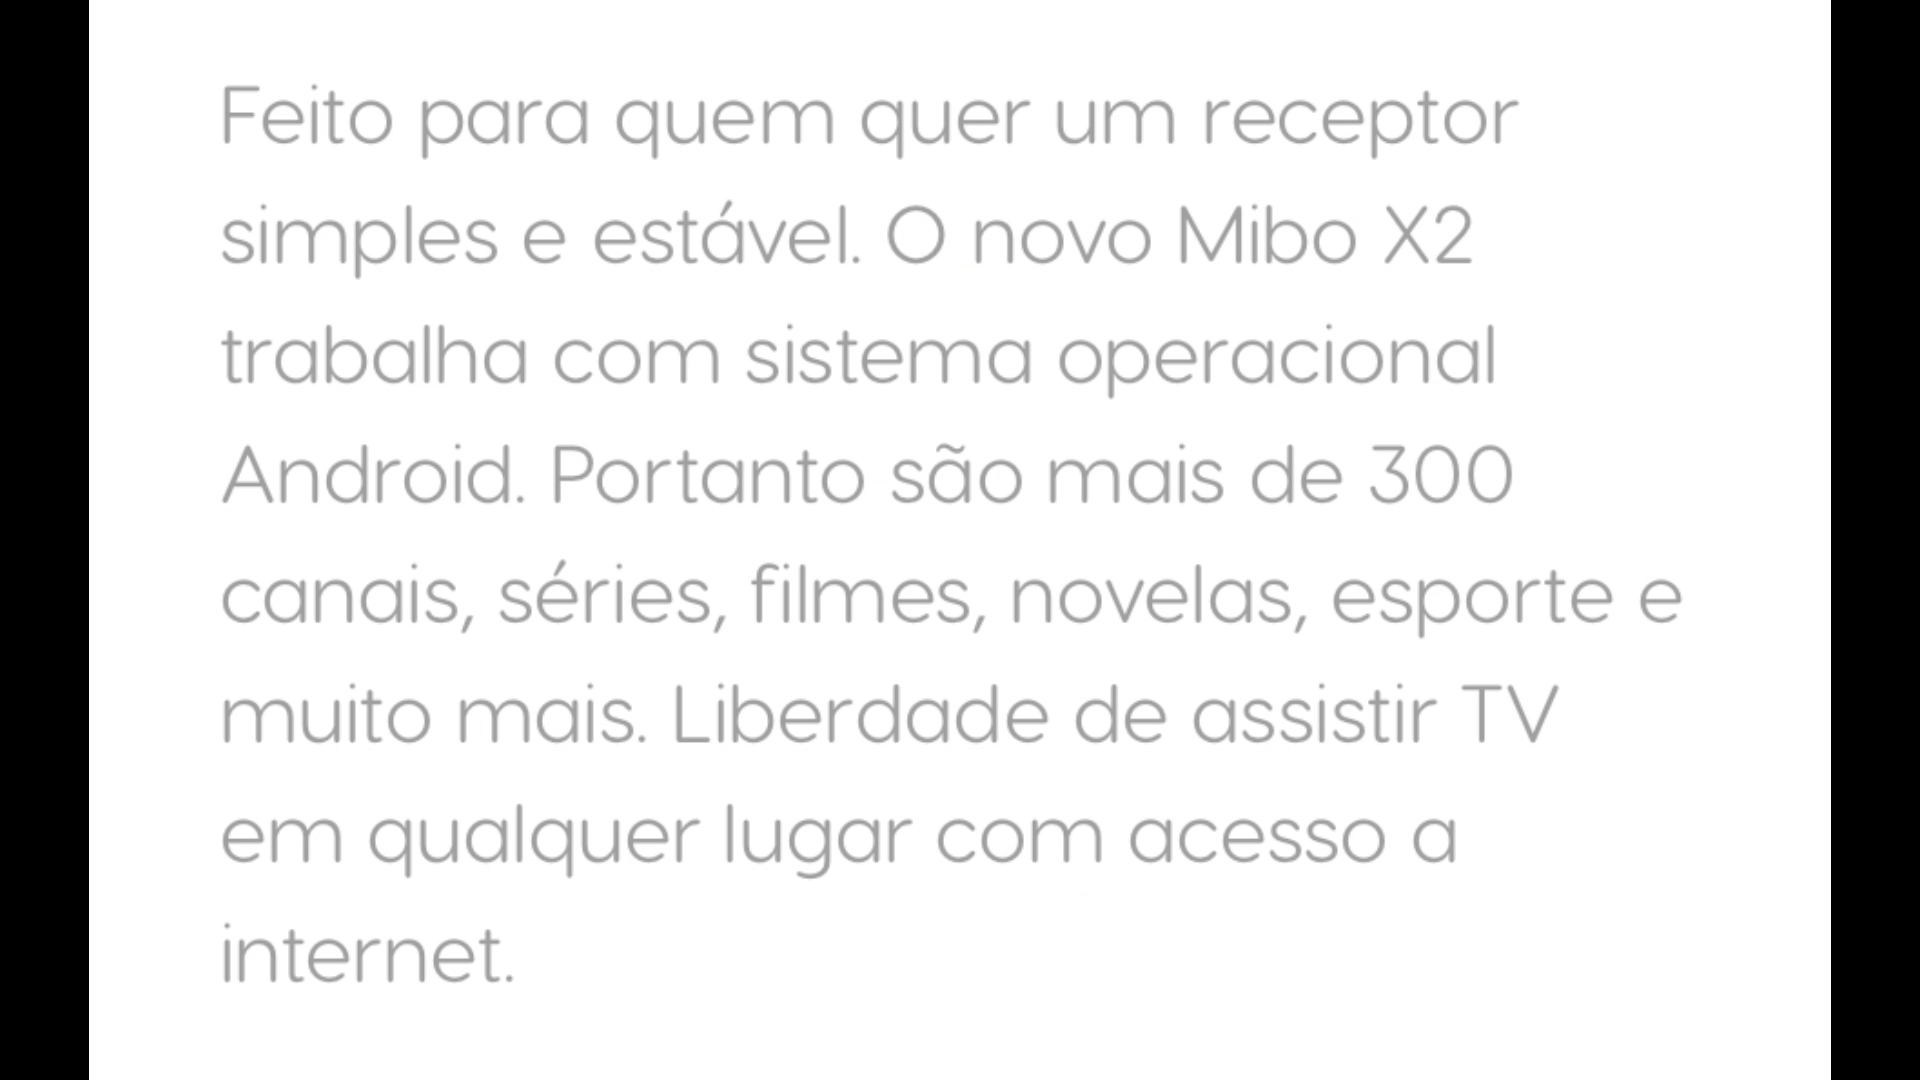 Feito para quem quer um receptor
simples e estável. O novo Mibo X2
trabalha com sistema operacional
Android. Portanto são mais de 300
canais, séries, filmes, novelas, esporte e
muito mais. Liberdade de assistir TV
em qualquer lugar com acesso a
internet.